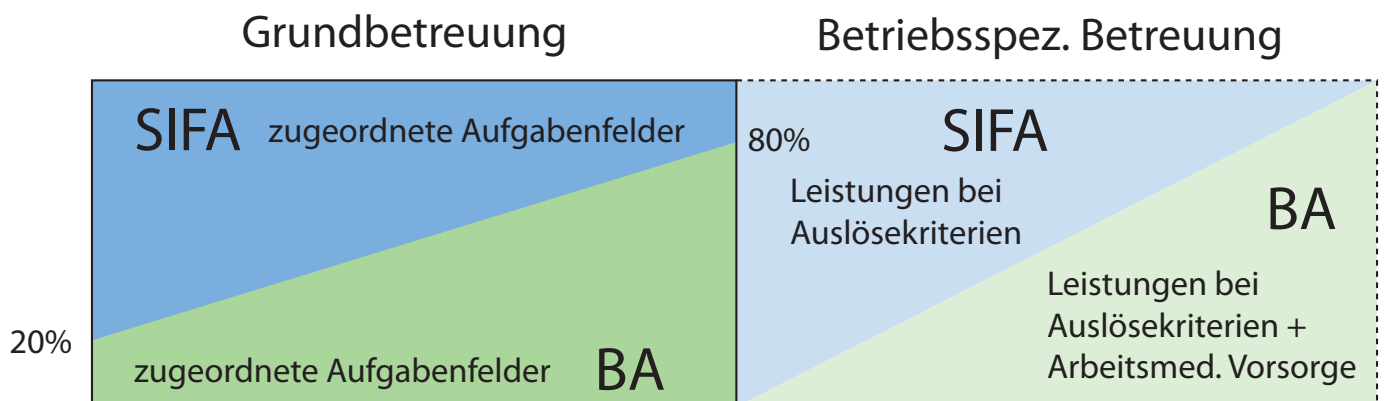 Grundbetreuung
Betriebsspez. Betreuung
SIFA zugeordnete Aufgabenfelder
80%
SIFA
Leistungen bei
Auslösekriterien
BA
Leistungen bei
Auslösekriterien +
Arbeitsmed. Vorsorge
20%
zugeordnete Aufgabenfelder BA